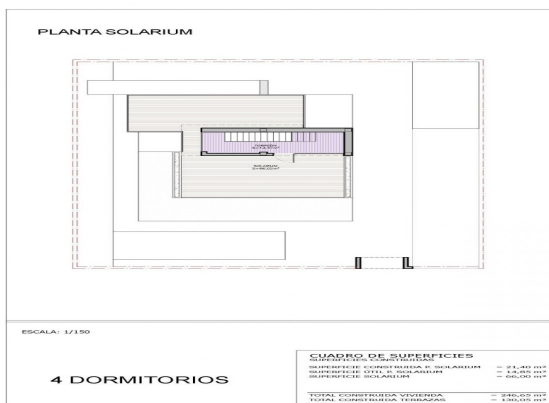 PLANTA SOLARIUM
SOLARIUM
ESCALA: 1/150
4 DORMITORIOS
CUADRO DE SUPERFICIES
SUPERFICIES CONSTRUIDAS
SUPERFICIE CONSTRUIDA P. SOLARIUM = 21,40 m²
SUPERFICIE ÚTIL P. SOLARIUM = 14,85 m²
SUPERFICIE SOLARIUM = 66,00 m²
TOTAL CONSTRUIDA VIVIENDA = 246,65 m²
TOTAL CONSTRUIDA TERRAZAS = 130,05 m²